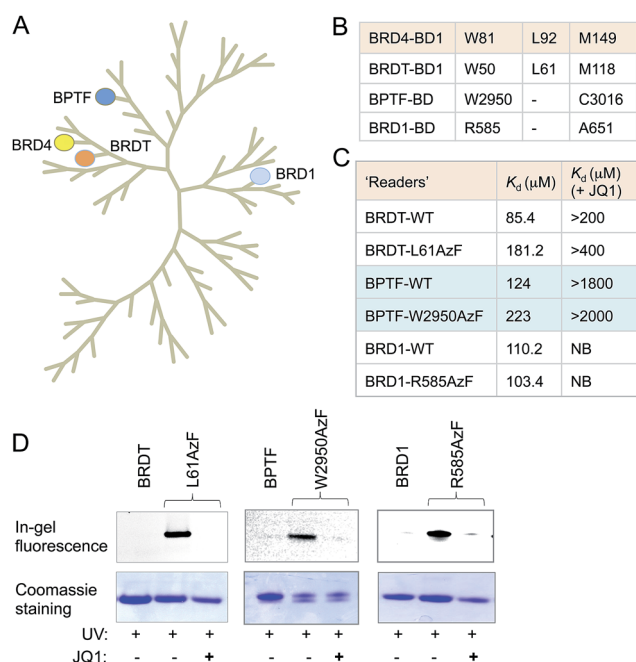 A
BPTF
BRD4
BRDT
BRD1
B
BRD4-BD1 W81 L92 M149
BRDT-BD1 W50 L61 M118
BPTF-BD W2950 - C3016
BRD1-BD R585 - A651
C
'Readers' Kd (μM) Kd (μM) (+ JQ1)
BRDT-WT 85.4 >200
BRDT-L61AzF 181.2 >400
BPTF-WT 124 >1800
BPTF-W2950AzF 223 >2000
BRD1-WT 110.2 NB
BRD1-R585AzF 103.4 NB
D
BRDT L61AzF BPTF W2950AzF BRD1 R585AzF
In-gel
fluorescence
Coomassie
staining
UV: + + + + + + + + +
JQ1: - - + - - + - - +